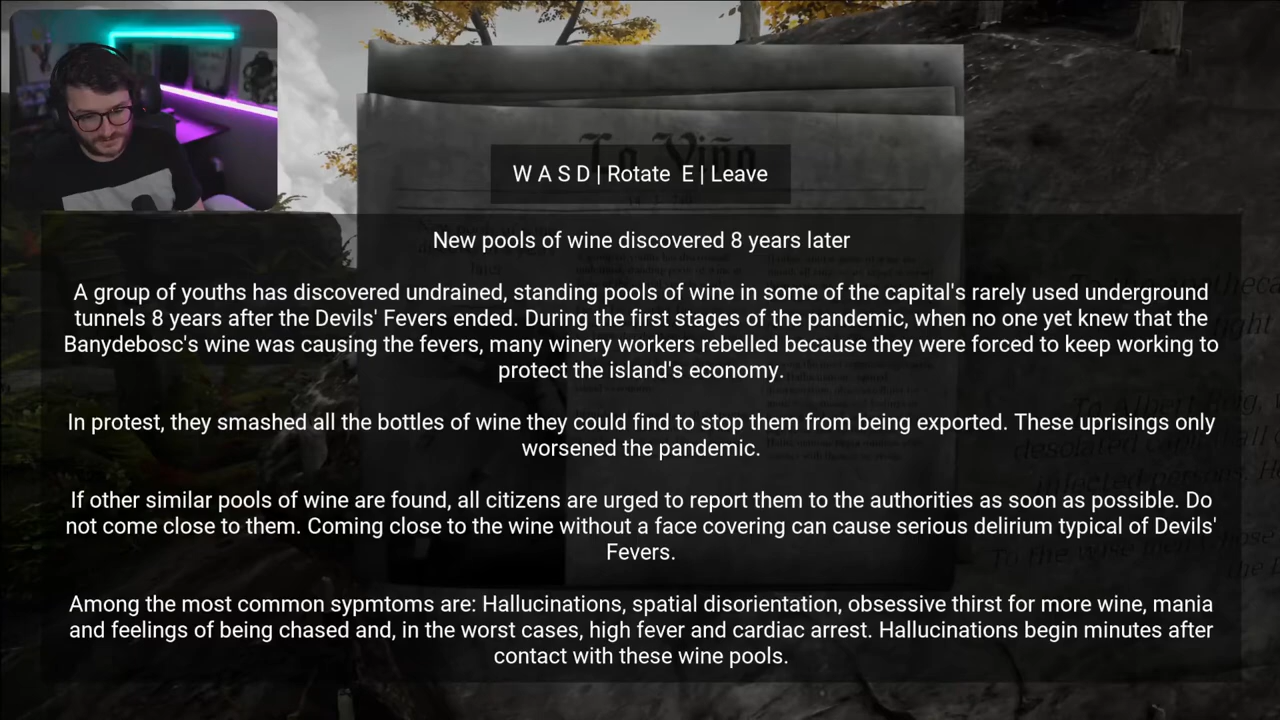 La Viña
W A S D | Rotate E | Leave
New pools of wine discovered 8 years later
A group of youths has discovered undrained, standing pools of wine in some of the capital's rarely used underground
tunnels 8 years after the Devils' Fevers ended. During the first stages of the pandemic, when no one yet knew that the
Banydebosc's wine was causing the fevers, many winery workers rebelled because they were forced to keep working to
protect the island's economy.
In protest, they smashed all the bottles of wine they could find to stop them from being exported. These uprisings only
worsened the pandemic.
If other similar pools of wine are found, all citizens are urged to report them to the authorities as soon as possible. Do
not come close to them. Coming close to the wine without a face covering can cause serious delirium typical of Devils'
Fevers.
Among the most common sypmtoms are: Hallucinations, spatial disorientation, obsessive thirst for more wine, mania
and feelings of being chased and, in the worst cases, high fever and cardiac arrest. Hallucinations begin minutes after
contact with these wine pools.